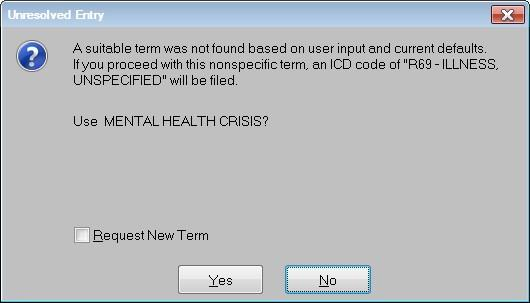 Unresolved Entry
A suitable term was not found based on user input and current defaults.
If you proceed with this nonspecific term, an ICD code of "R69 - ILLNESS,
UNSPECIFIED" will be filed.
Use MENTAL HEALTH CRISIS?
Request New Term
Yes
No